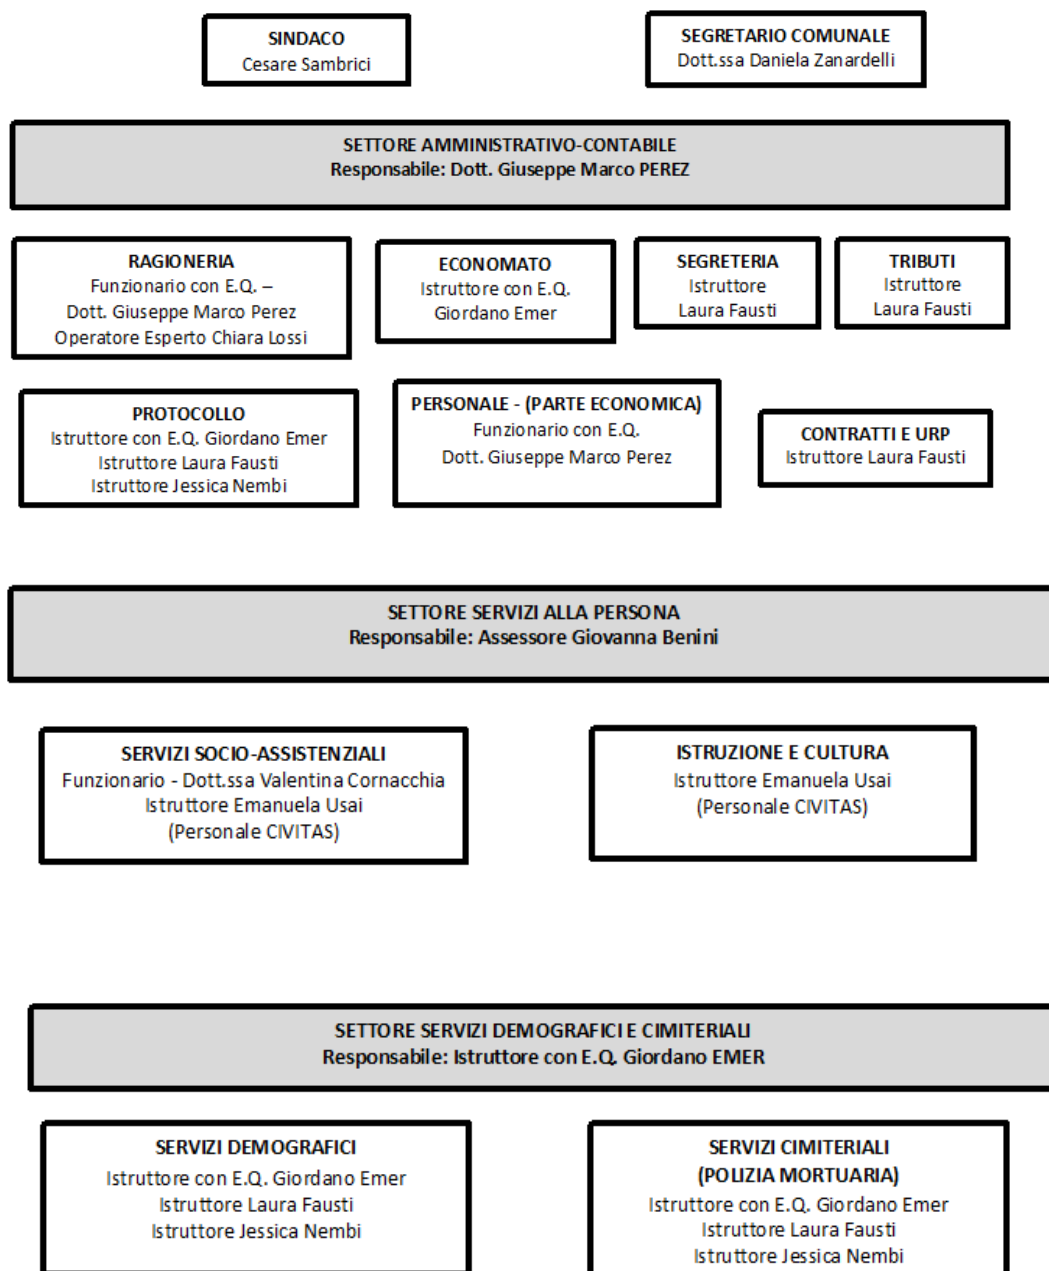 SINDACO
Cesare Sambrici
SEGRETARIO COMUNALE
Dott.ssa Daniela Zanardelli
SETTORE AMMINISTRATIVO-CONTABILE
Responsabile: Dott. Giuseppe Marco PEREZ
RAGIONERIA
Funzionario con E.Q. –
Dott. Giuseppe Marco Perez
Operatore Esperto Chiara Lossi
ECONOMATO
Istruttore con E.Q.
Giordano Emer
SEGRETERIA
Istruttore
Laura Fausti
TRIBUTI
Istruttore
Laura Fausti
PROTOCOLLO
Istruttore con E.Q. Giordano Emer
Istruttore Laura Fausti
Istruttore Jessica Nembi
PERSONALE - (PARTE ECONOMICA)
Funzionario con E.Q.
Dott. Giuseppe Marco Perez
CONTRATTI E URP
Istruttore Laura Fausti
SETTORE SERVIZI ALLA PERSONA
Responsabile: Assessore Giovanna Benini
SERVIZI SOCIO-ASSISTENZIALI
Funzionario - Dott.ssa Valentina Cornacchia
Istruttore Emanuela Usai
(Personale CIVITAS)
ISTRUZIONE E CULTURA
Istruttore Emanuela Usai
(Personale CIVITAS)
SETTORE SERVIZI DEMOGRAFICI E CIMITERIALI
Responsabile: Istruttore con E.Q. Giordano EMER
SERVIZI DEMOGRAFICI
Istruttore con E.Q. Giordano Emer
Istruttore Laura Fausti
Istruttore Jessica Nembi
SERVIZI CIMITERIALI
(POLIZIA MORTUARIA)
Istruttore con E.Q. Giordano Emer
Istruttore Laura Fausti
Istruttore Jessica Nembi